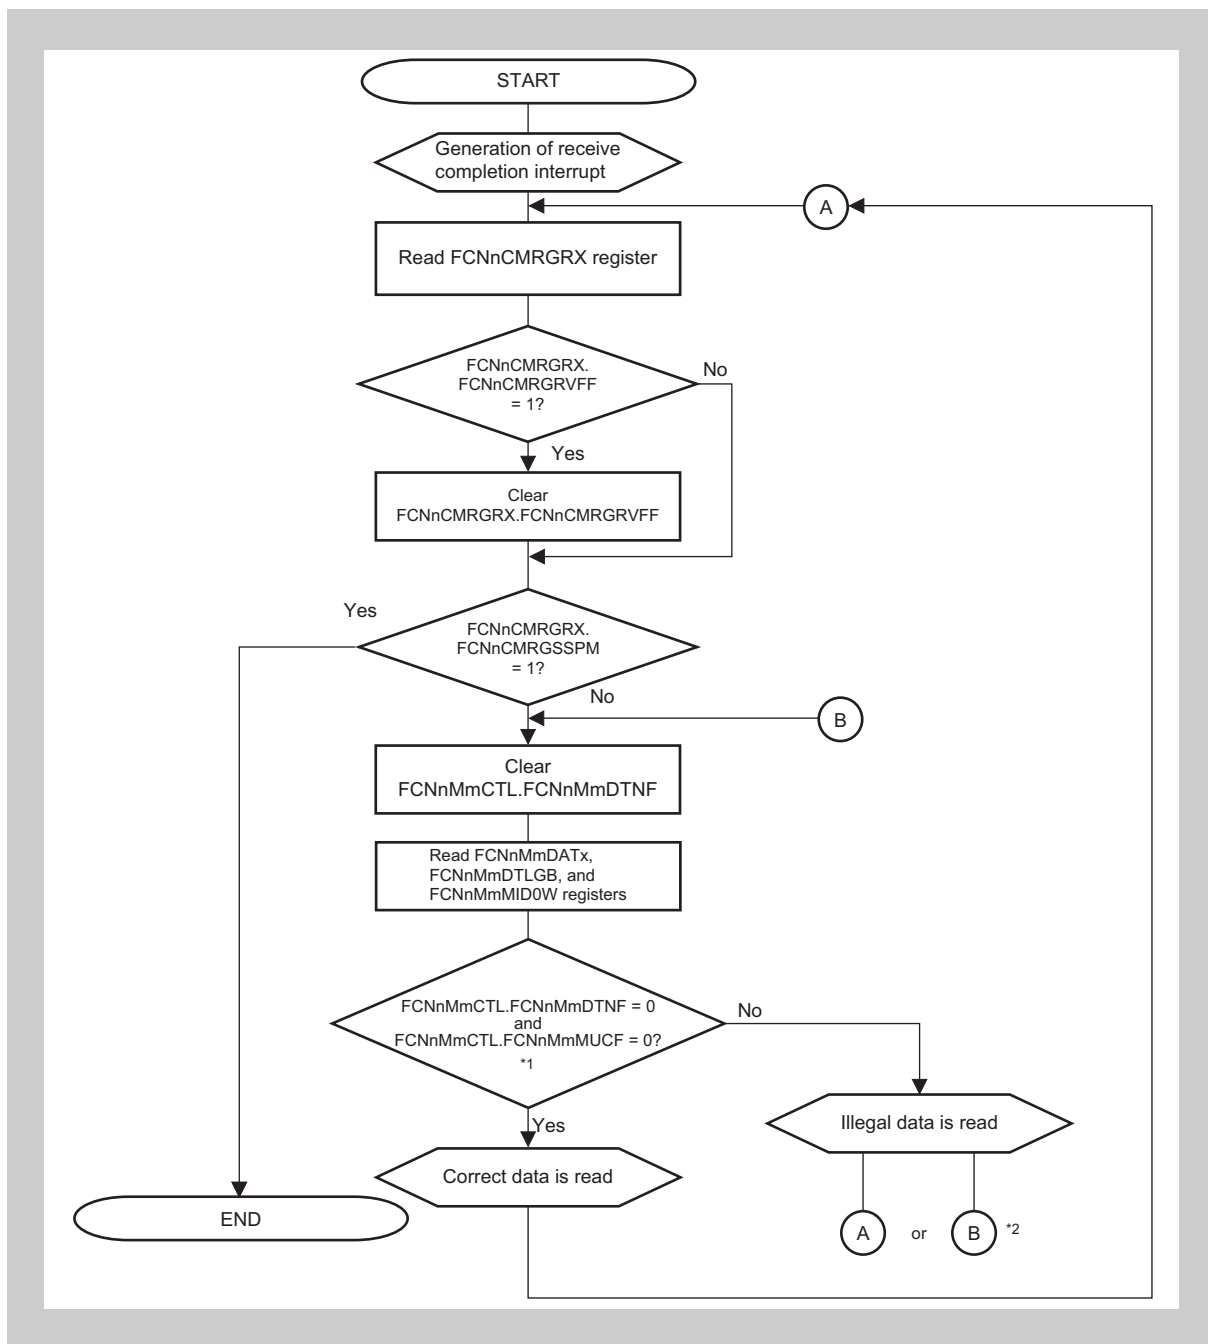 START
Generation of receive
completion interrupt
A
Read FCNnCMRGRX register
FCNnCMRGRX.
FCNnCMRGRVFF
= 1?
No
Yes
Clear
FCNnCMRGRX.FCNnCMRGRVFF
Yes
FCNnCMRGRX.
FCNnCMRGSSPM
= 1?
No
B
Clear
FCNnMmCTL.FCNnMmDTNF
Read FCNnMmDATx,
FCNnMmDTLGB, and
FCNnMmMID0W registers
FCNnMmCTL.FCNnMmDTNF = 0
and
FCNnMmCTL.FCNnMmMUCF = 0?
*1
No
Yes
Illegal data is read
Correct data is read
END
A or B *2